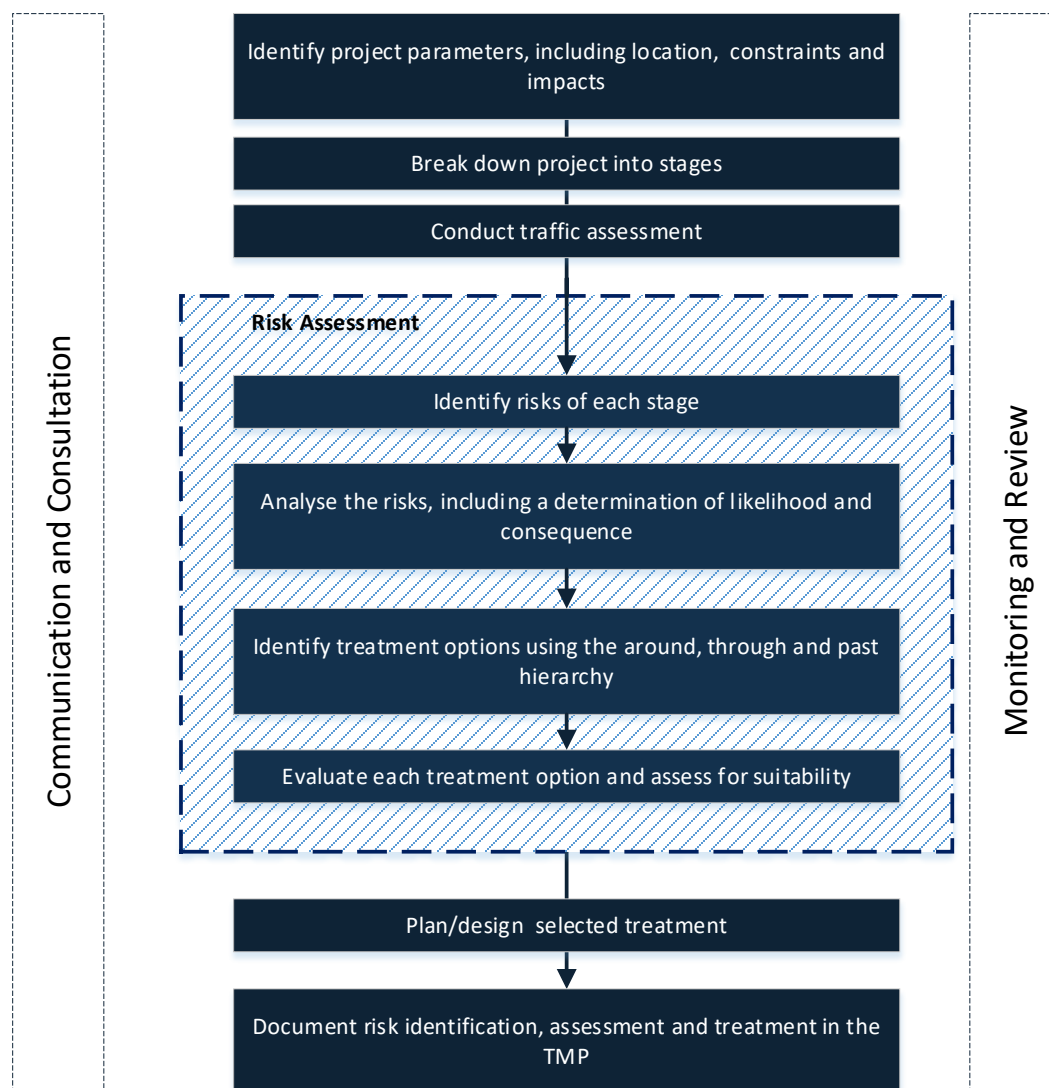 Communication and Consultation
Identify project parameters, including location, constraints and
impacts
Break down project into stages
Conduct traffic assessment
Risk Assessment
Identify risks of each stage
Analyse the risks, including a determination of likelihood and
consequence
Identify treatment options using the around, through and past
hierarchy
Evaluate each treatment option and assess for suitability
Plan/design selected treatment
Document risk identification, assessment and treatment in the
TMP
Monitoring and Review